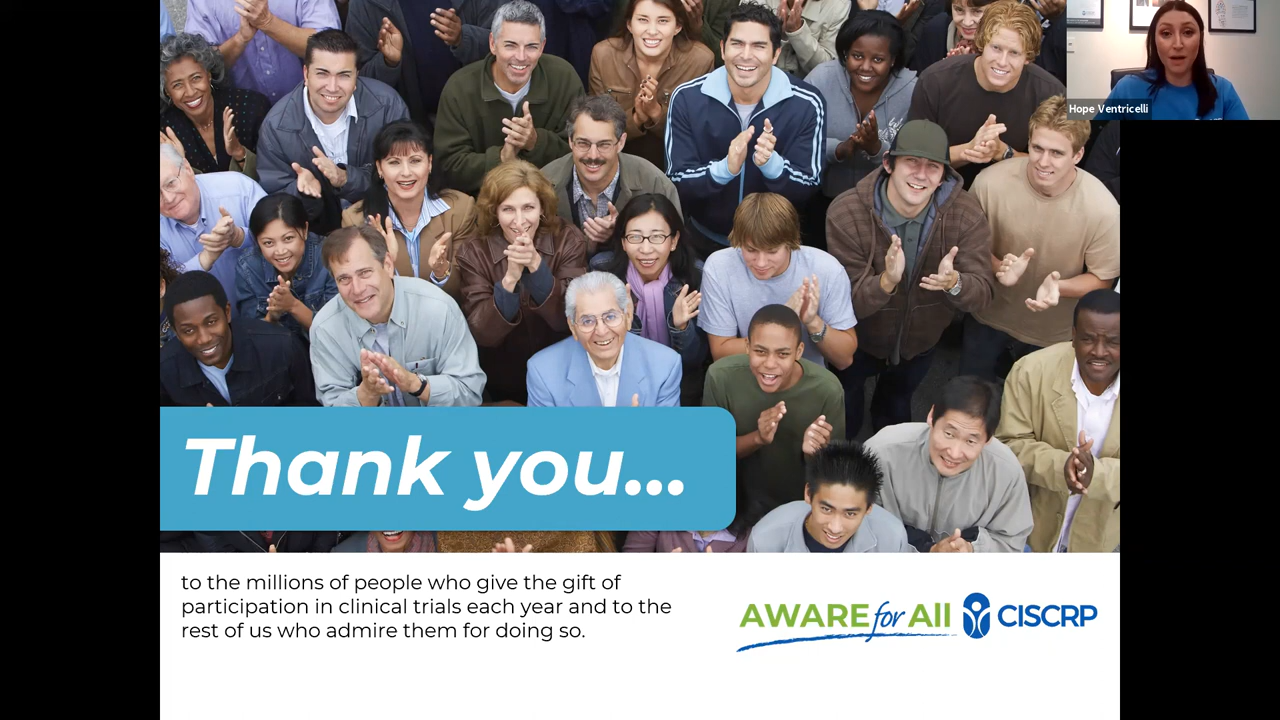 Hope Ventricelli
Thank you...
to the millions of people who give the gift of
participation in clinical trials each year and to the
rest of us who admire them for doing so.
AWARE for All CISCRP